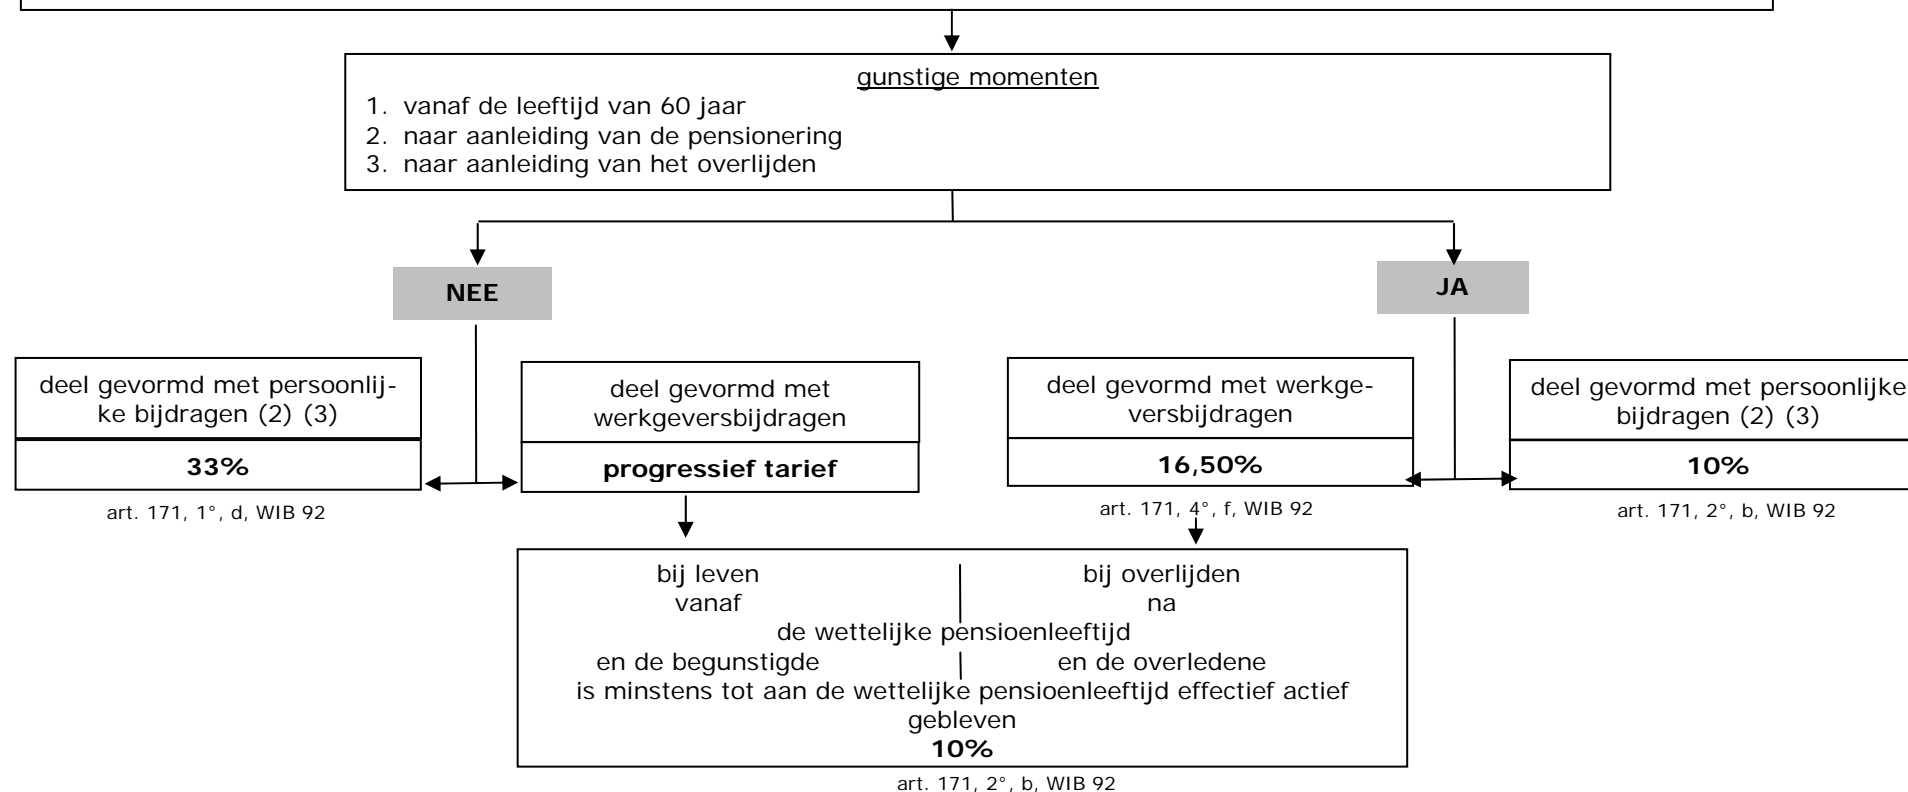 gunstige momenten
1. vanaf de leeftijd van 60 jaar
2. naar aanleiding van de pensionering
3. naar aanleiding van het overlijden
NEE
JA
deel gevormd met persoonlij-
ke bijdragen (2) (3)
33%
art. 171, 1°, d, WIB 92
deel gevormd met
werkgeversbijdragen
progressief tarief
deel gevormd met werkge-
versbijdragen
16,50%
art. 171, 4°, f, WIB 92
deel gevormd met persoonlijke
bijdragen (2) (3)
10%
art. 171, 2°, b, WIB 92
bij leven bij overlijden
vanaf na
de wettelijke pensioenleeftijd
en de begunstigde en de overledene
is minstens tot aan de wettelijke pensioenleeftijd effectief actief
gebleven
10%
art. 171, 2°, b, WIB 92